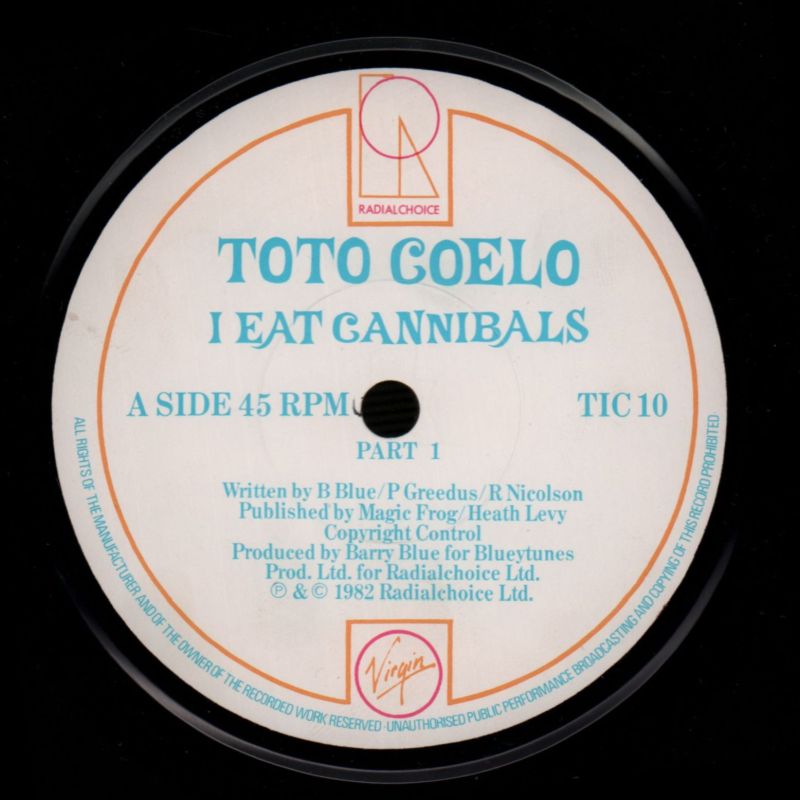 RADIALCHOICE
TOTO COELO
I EAT CANNIBALS
A SIDE 45 RPM
TIC 10
PART 1
Written by B Blue/P Greedus/R Nicolson
Published by Magic Frog/Heath Levy
Copyright Control
Produced by Barry Blue for Blueytunes
Prod. Ltd. for Radialchoice Ltd.
℗ & © 1982 Radialchoice Ltd.
Virgin
ALL RIGHTS OF THE MANUFACTURER AND OF THE OWNER OF THE RECORDED WORK RESERVED · UNAUTHORISED PUBLIC PERFORMANCE BROADCASTING AND COPYING OF THIS RECORD PROHIBITED ·